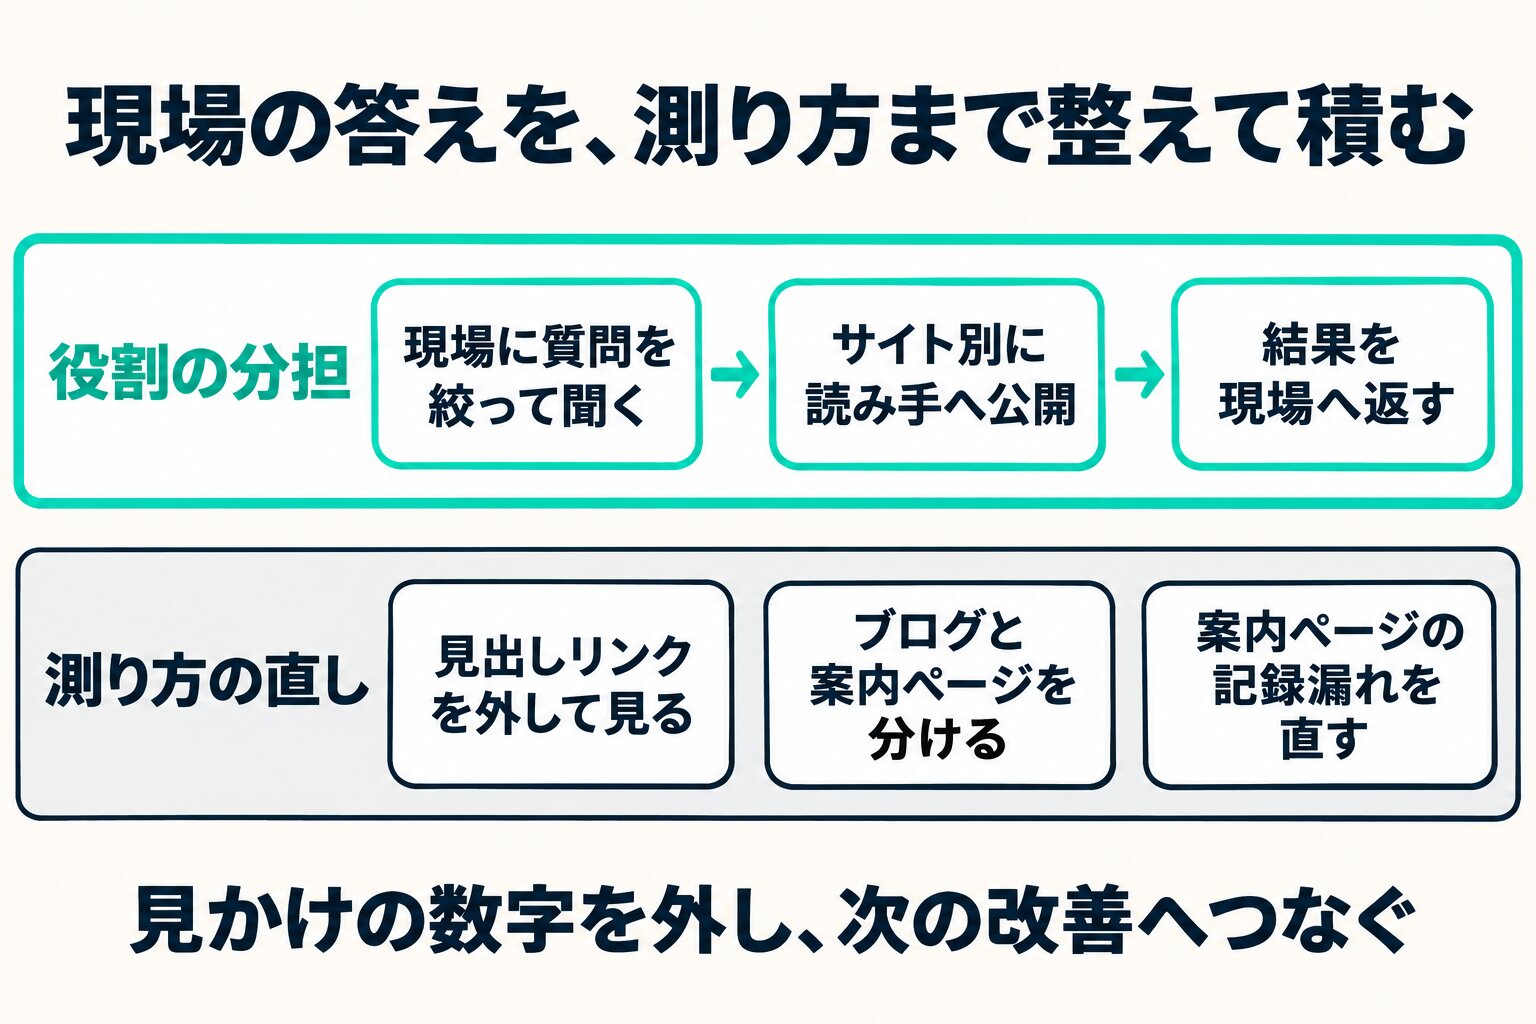 現場の答えを、測り方まで整えて積む
役割の分担
現場に質問を
絞って聞く
サイト別に
読み手へ公開
結果を
現場へ返す
測り方の直し
見出しリンク
を外して見る
ブログと
案内ページを
分ける
案内ページの
記録漏れを
直す
見かけの数字を外し、次の改善へつなぐ